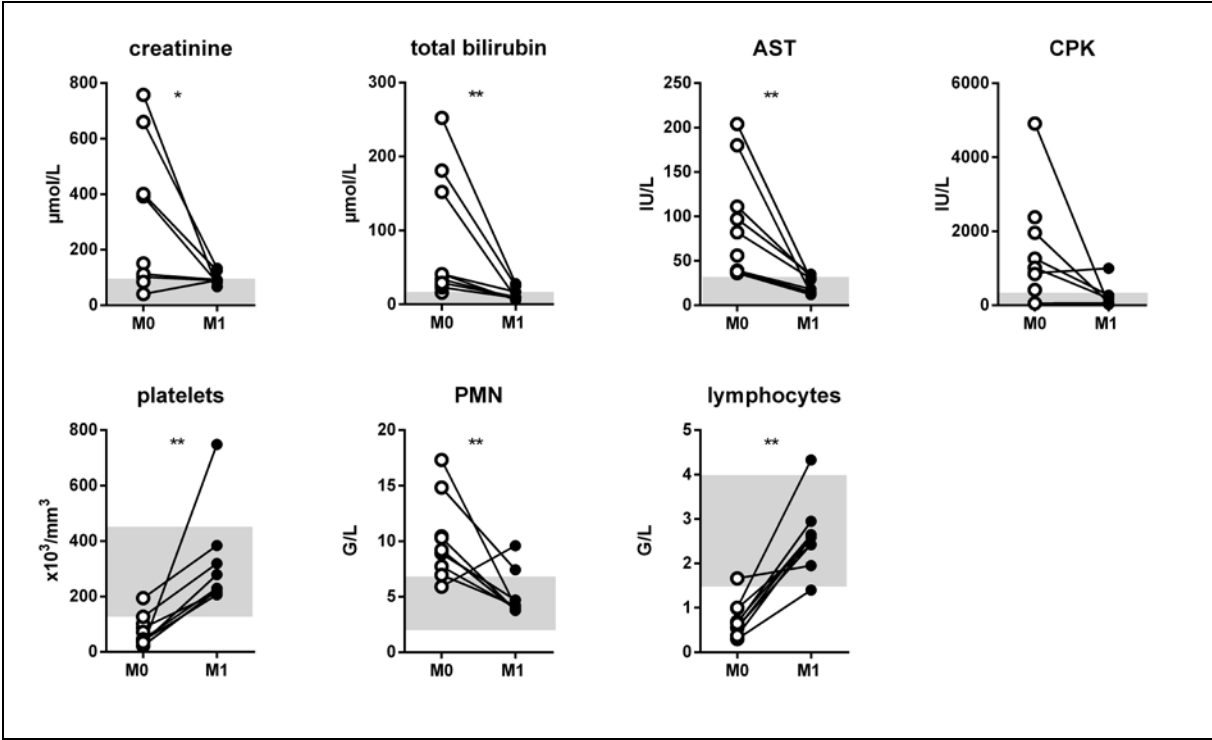 creatinine
*
800
600
400
200
0
µmol/L
M0 M1
total bilirubin
**
300
200
100
0
µmol/L
M0 M1
AST
**
250
200
150
100
50
0
IU/L
M0 M1
CPK
6000
4000
2000
0
IU/L
M0 M1
platelets
**
800
600
400
200
0
x10³/mm³
M0 M1
PMN
**
20
15
10
5
0
G/L
M0 M1
lymphocytes
**
5
4
3
2
1
0
G/L
M0 M1